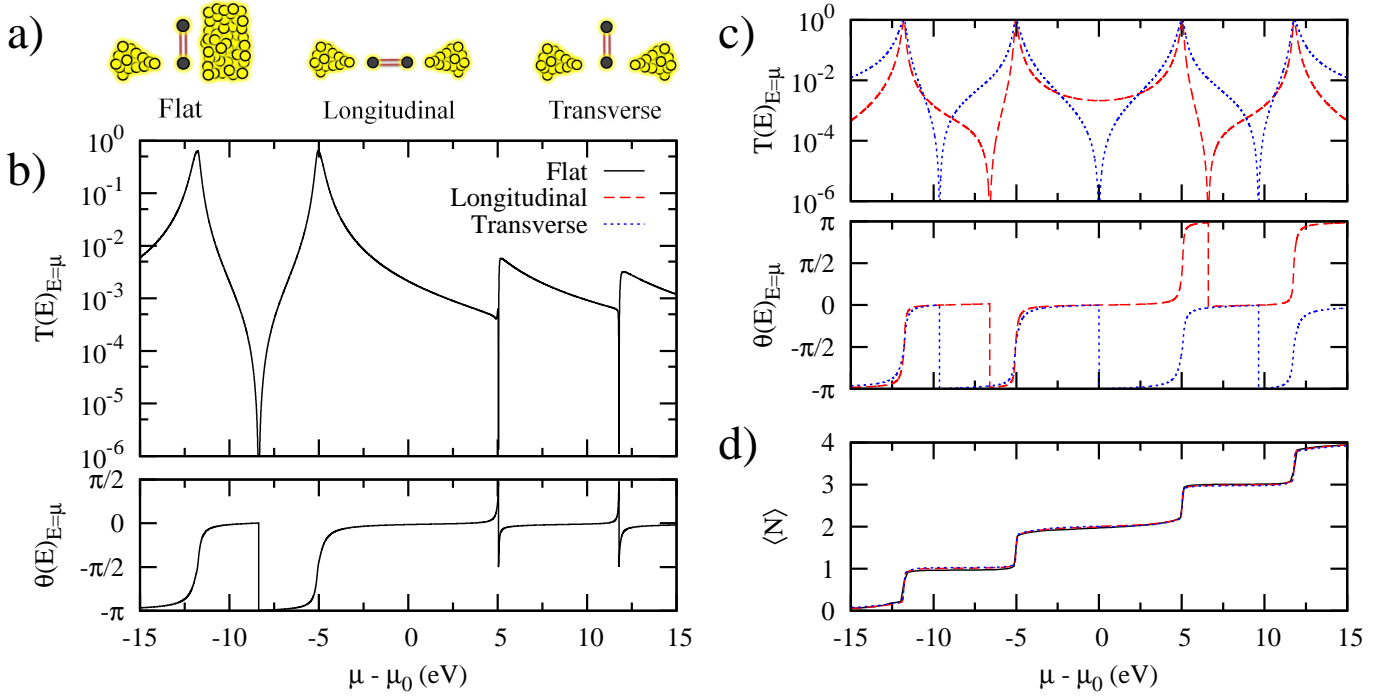 a)
Flat
Longitudinal
Transverse
b)
T(E)E=μ
10^0
10^-1
10^-2
10^-3
10^-4
10^-5
10^-6
Flat
Longitudinal
Transverse
θ(E)E=μ
π/2
0
-π/2
-π
-15 -10 -5 0 5 10 15
μ - μ0 (eV)
c)
T(E)E=μ
10^0
10^-2
10^-4
10^-6
θ(E)E=μ
π
π/2
0
-π/2
-π
d)
⟨N⟩
4
3
2
1
0
-15 -10 -5 0 5 10 15
μ - μ0 (eV)